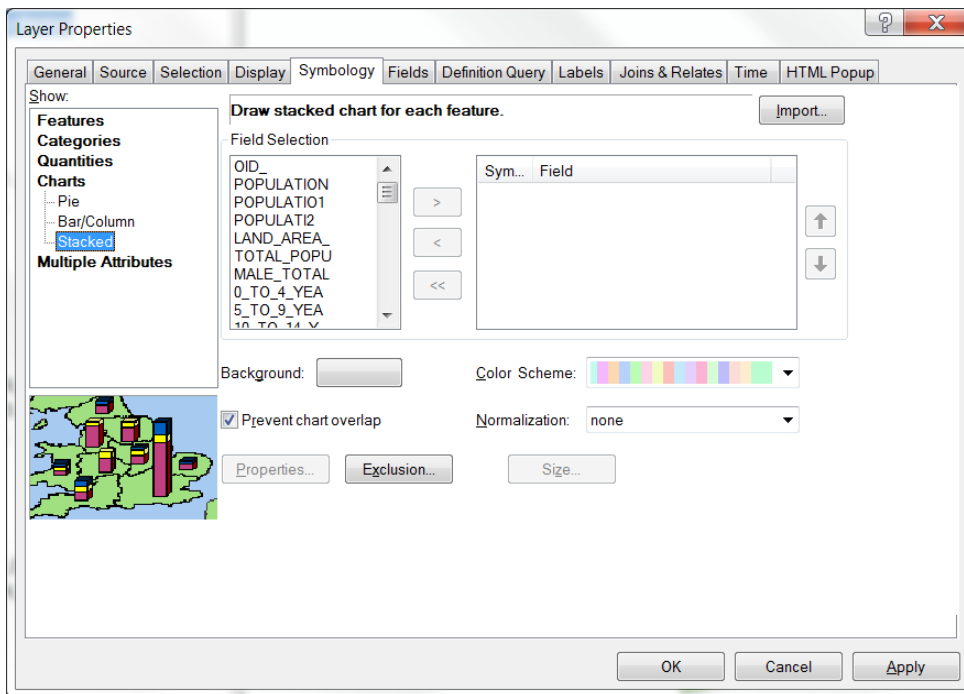 Layer Properties
?
X
General Source Selection Display Symbology Fields Definition Query Labels Joins & Relates Time HTML Popup
Show:
Features
Categories
Quantities
Charts
Pie
Bar/Column
Stacked
Multiple Attributes
Draw stacked chart for each feature.
Import...
Field Selection
OID_
POPULATION
POPULATIO1
POPULATI2
LAND_AREA_
TOTAL_POPU
MALE_TOTAL
0_TO_4_YEA
5_TO_9_YEA
10_TO_14_Y
>
<
<<
Sym... Field
Background:
Color Scheme:
Prevent chart overlap
Normalization: none
Properties... Exclusion... Size...
OK Cancel Apply